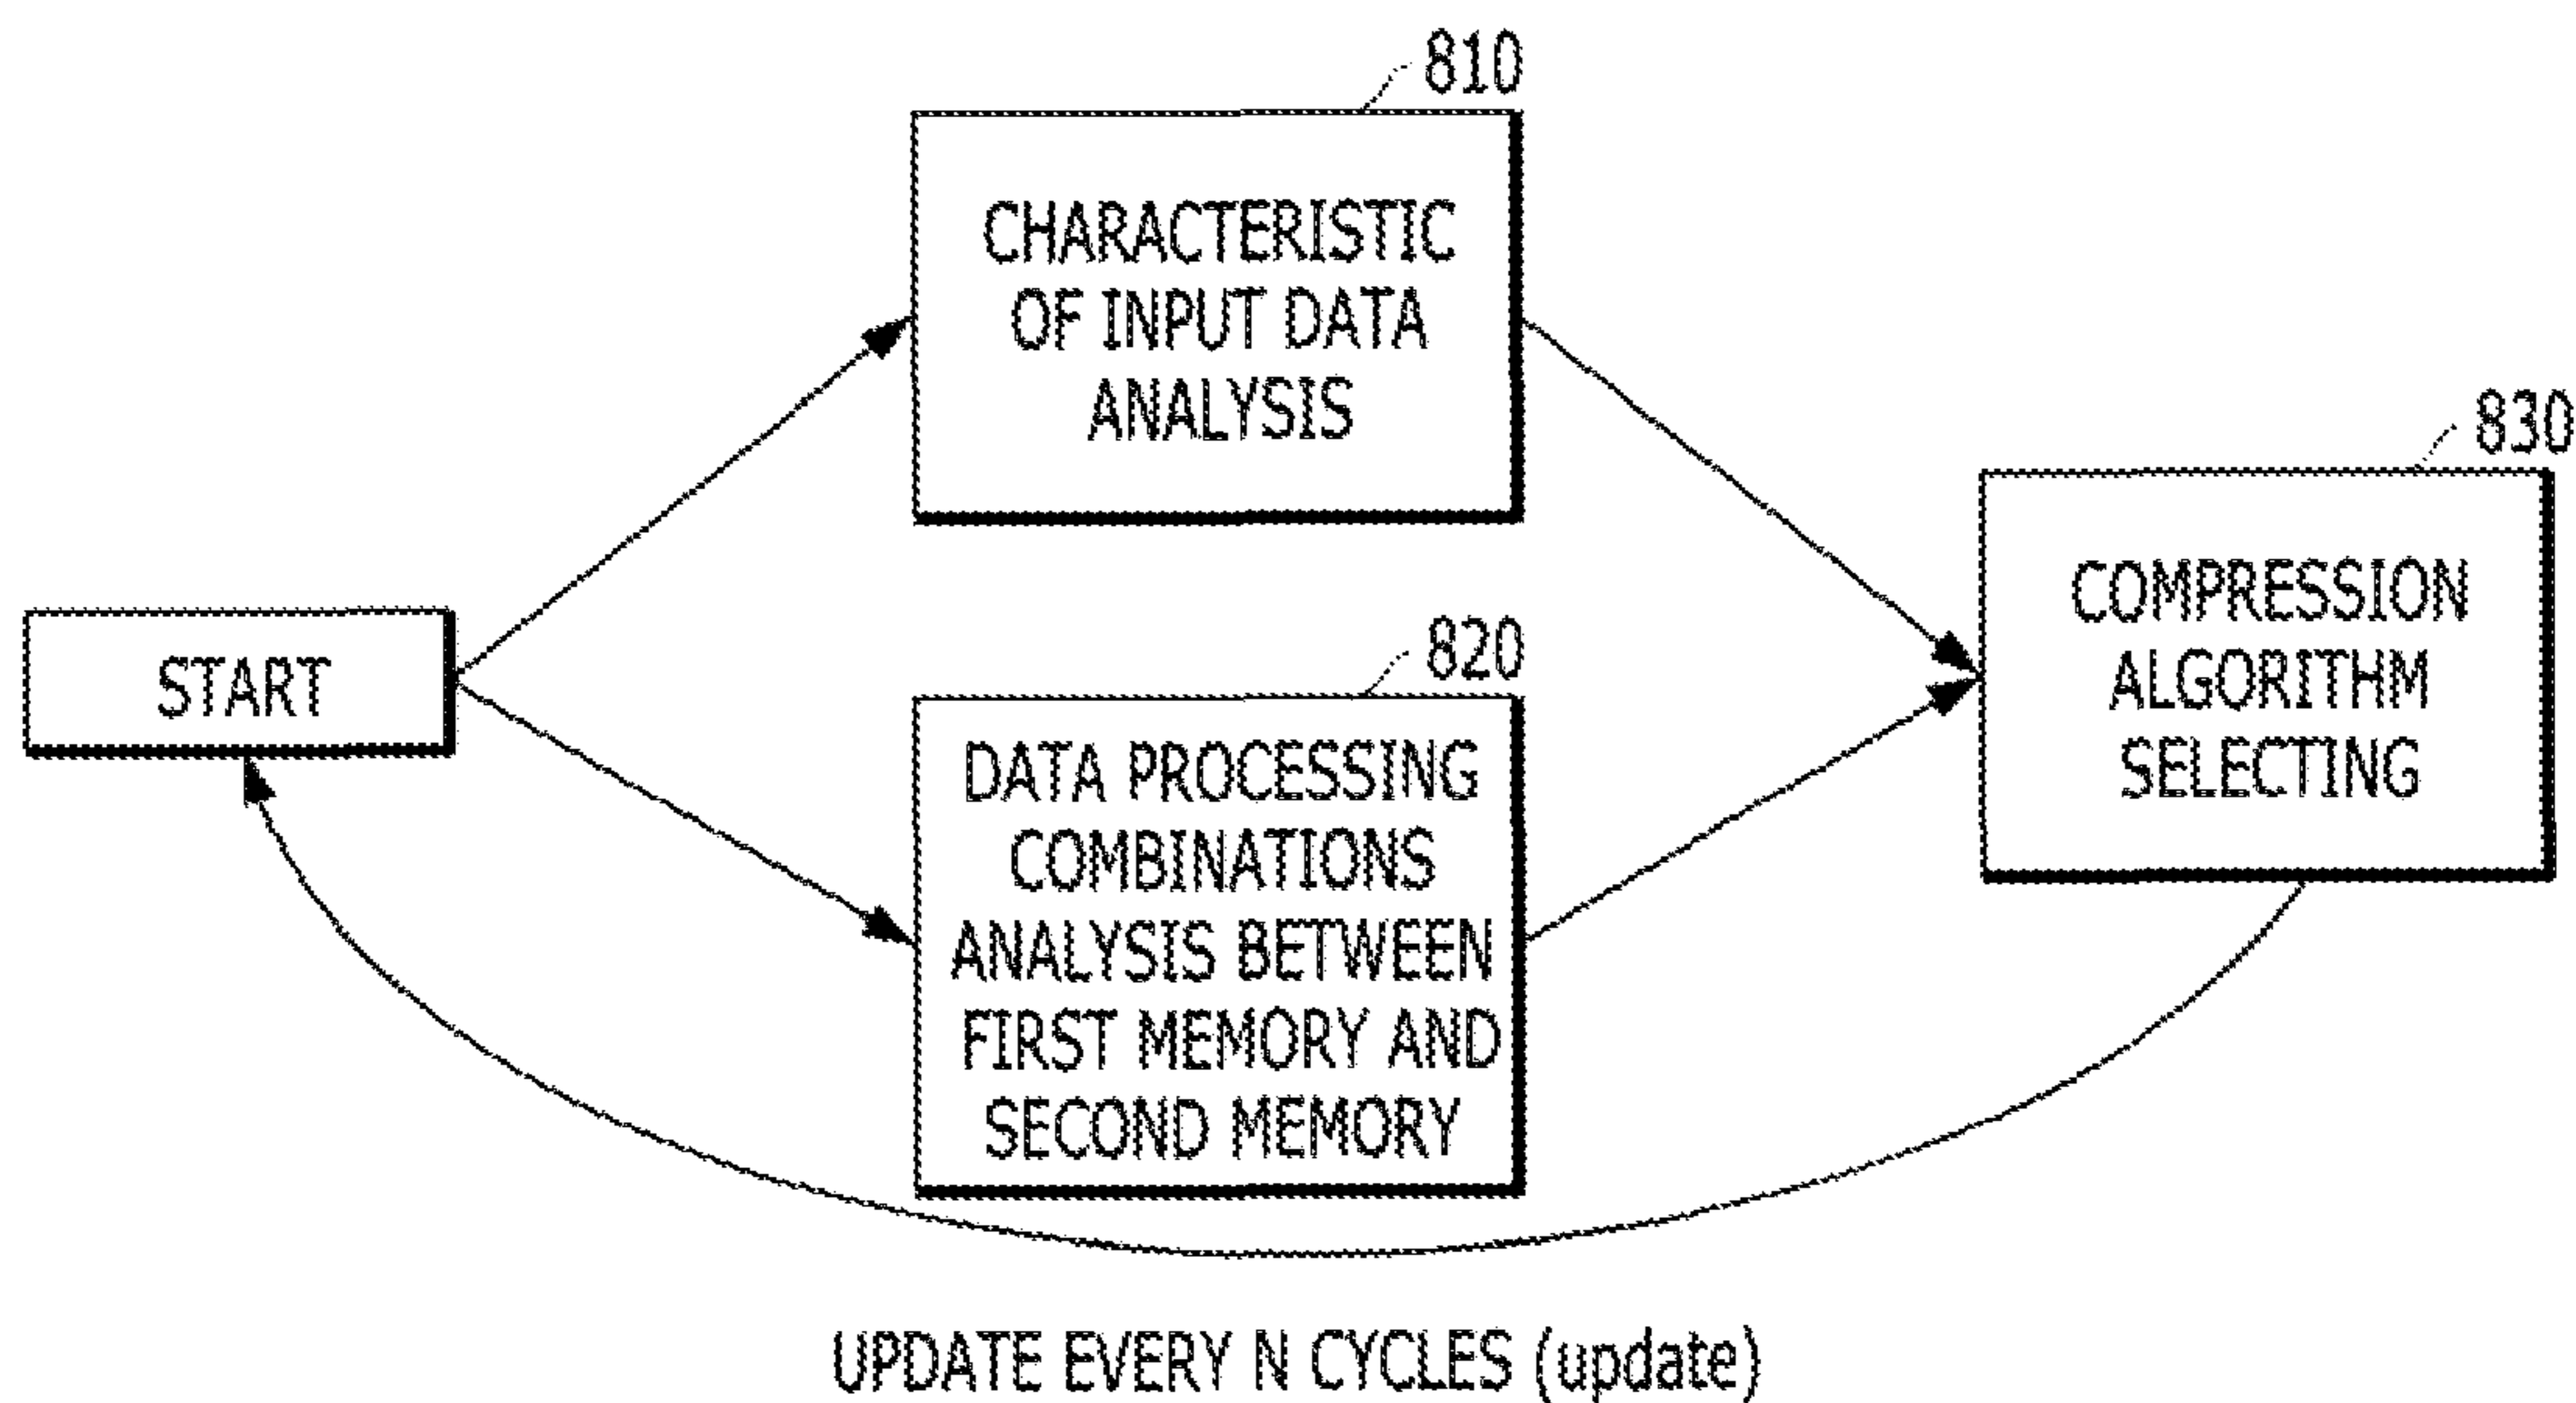 810
CHARACTERISTIC
OF INPUT DATA
ANALYSIS
830
COMPRESSION
ALGORITHM
SELECTING
START
820
DATA PROCESSING
COMBINATIONS
ANALYSIS BETWEEN
FIRST MEMORY AND
SECOND MEMORY
UPDATE EVERY N CYCLES (update)